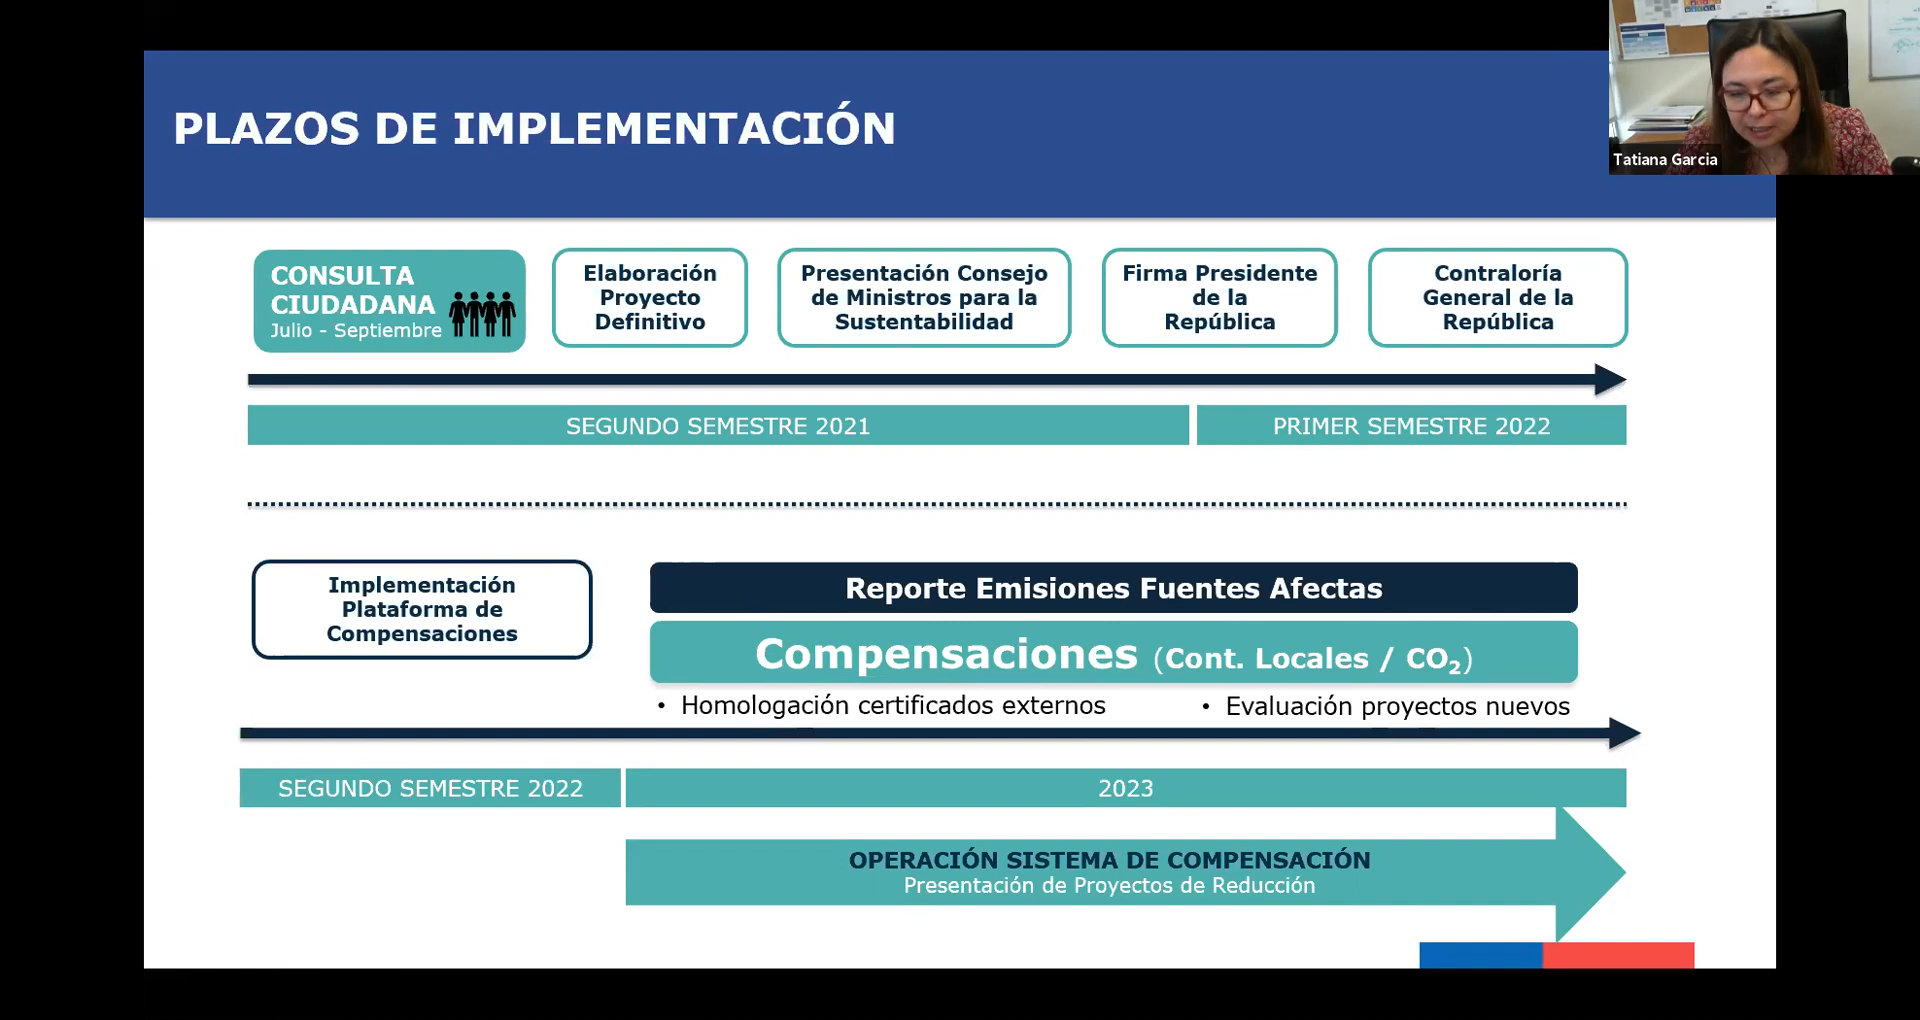 PLAZOS DE IMPLEMENTACIÓN
Tatiana Garcia
CONSULTA
CIUDADANA
Julio - Septiembre
Elaboración
Proyecto
Definitivo
Presentación Consejo
de Ministros para la
Sustentabilidad
Firma Presidente
de la
República
Contraloría
General de la
República
SEGUNDO SEMESTRE 2021
PRIMER SEMESTRE 2022
Implementación
Plataforma de
Compensaciones
Reporte Emisiones Fuentes Afectas
Compensaciones (Cont. Locales / CO₂)
• Homologación certificados externos
• Evaluación proyectos nuevos
SEGUNDO SEMESTRE 2022
2023
OPERACIÓN SISTEMA DE COMPENSACIÓN
Presentación de Proyectos de Reducción